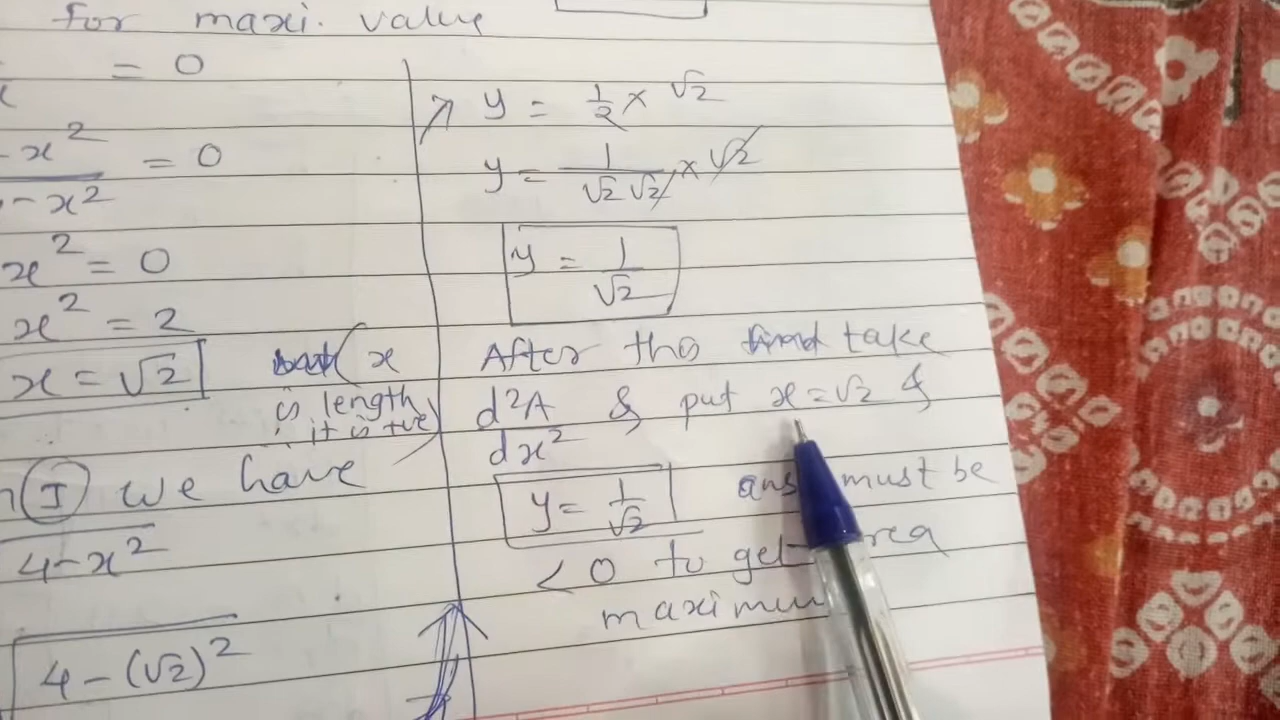 for maxi. value
= 0
- x² / - x² = 0
x² = 0
x² = 2
x = √2 (x
is length
∴ it is +ve)
n (I) we have
4-x²
4-(√2)²
↗ y = 1/2 × √2
y = 1/(√2 √2) × √2
y = 1/√2
After this take
d²A/dx² & put x = √2 &
y = 1/√2 ans must be
< 0 to get
maximum